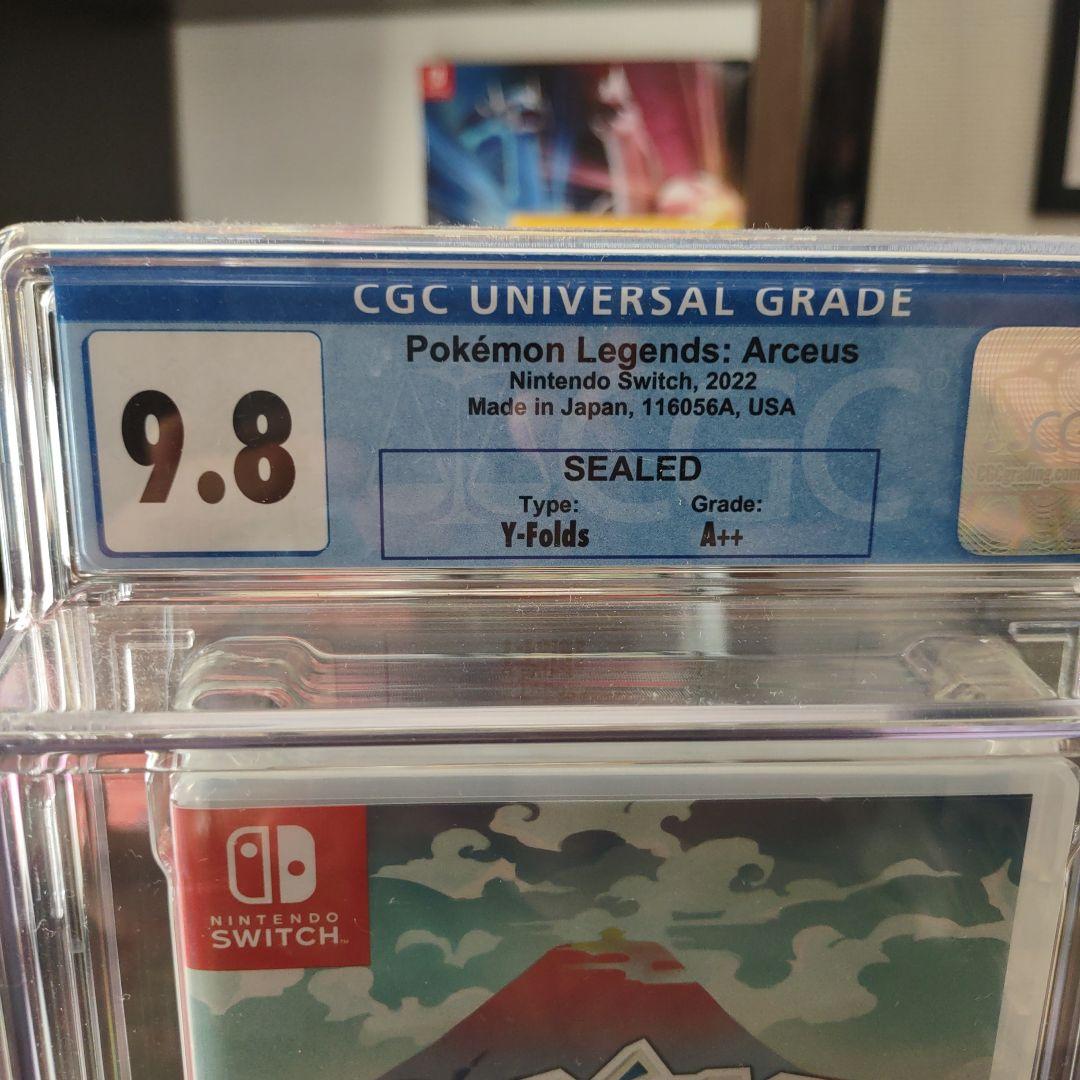 CGC UNIVERSAL GRADE
9.8
Pokémon Legends: Arceus
Nintendo Switch, 2022
Made in Japan, 116056A, USA
SEALED
Type: Grade:
Y-Folds A++
CGC
NINTENDO
SWITCH